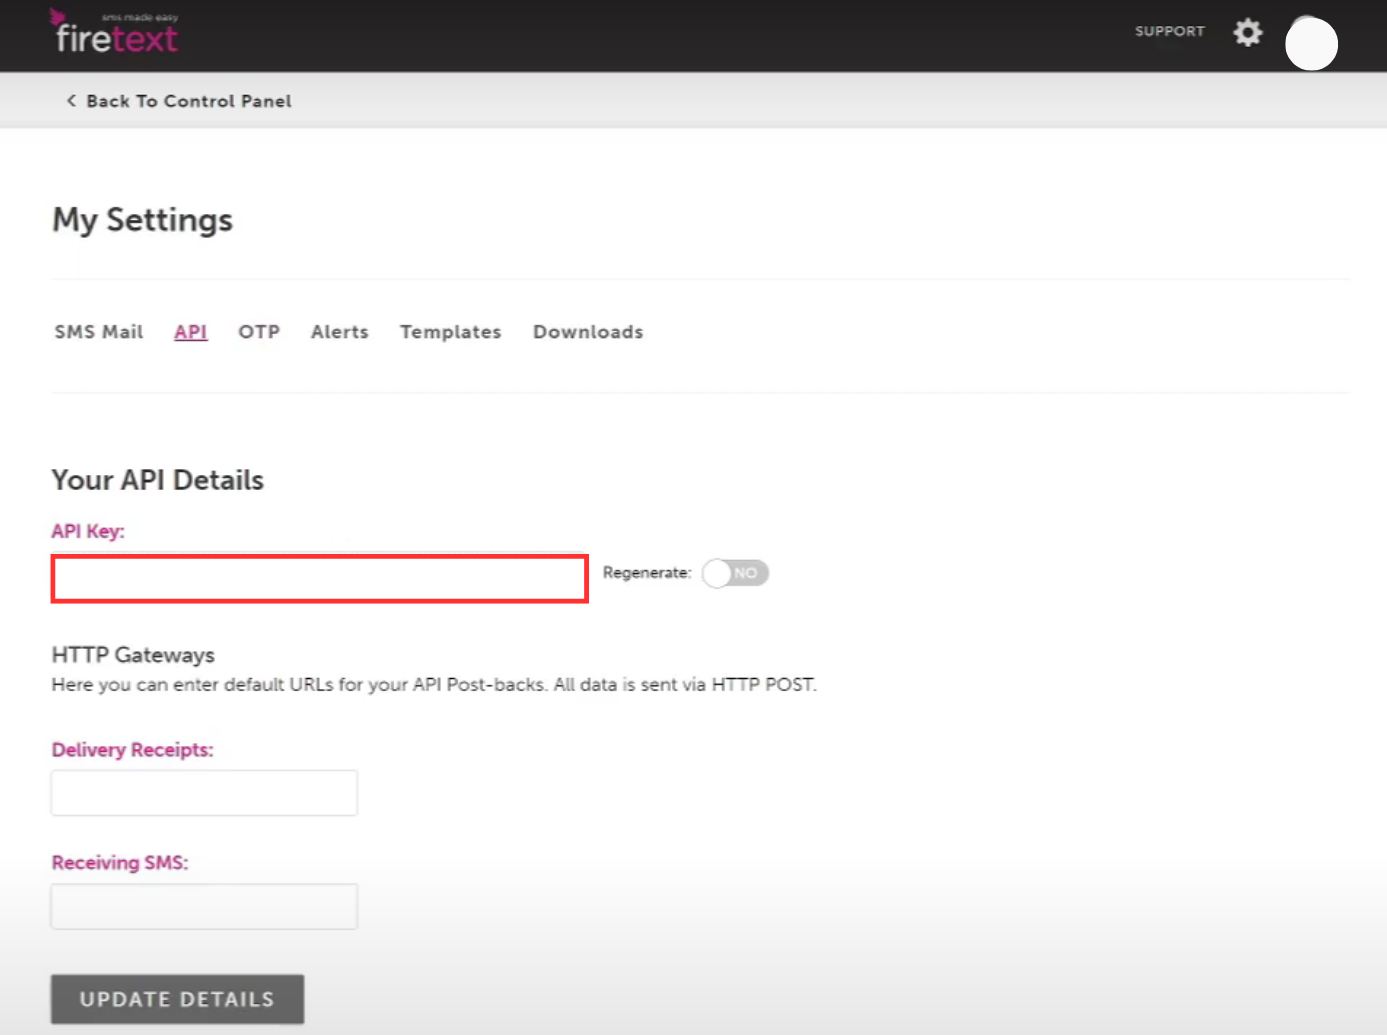 sms made easy
firetext
SUPPORT
Back To Control Panel
My Settings
SMS Mail API OTP Alerts Templates Downloads
Your API Details
API Key:
Regenerate: NO
HTTP Gateways
Here you can enter default URLs for your API Post-backs. All data is sent via HTTP POST.
Delivery Receipts:
Receiving SMS:
UPDATE DETAILS